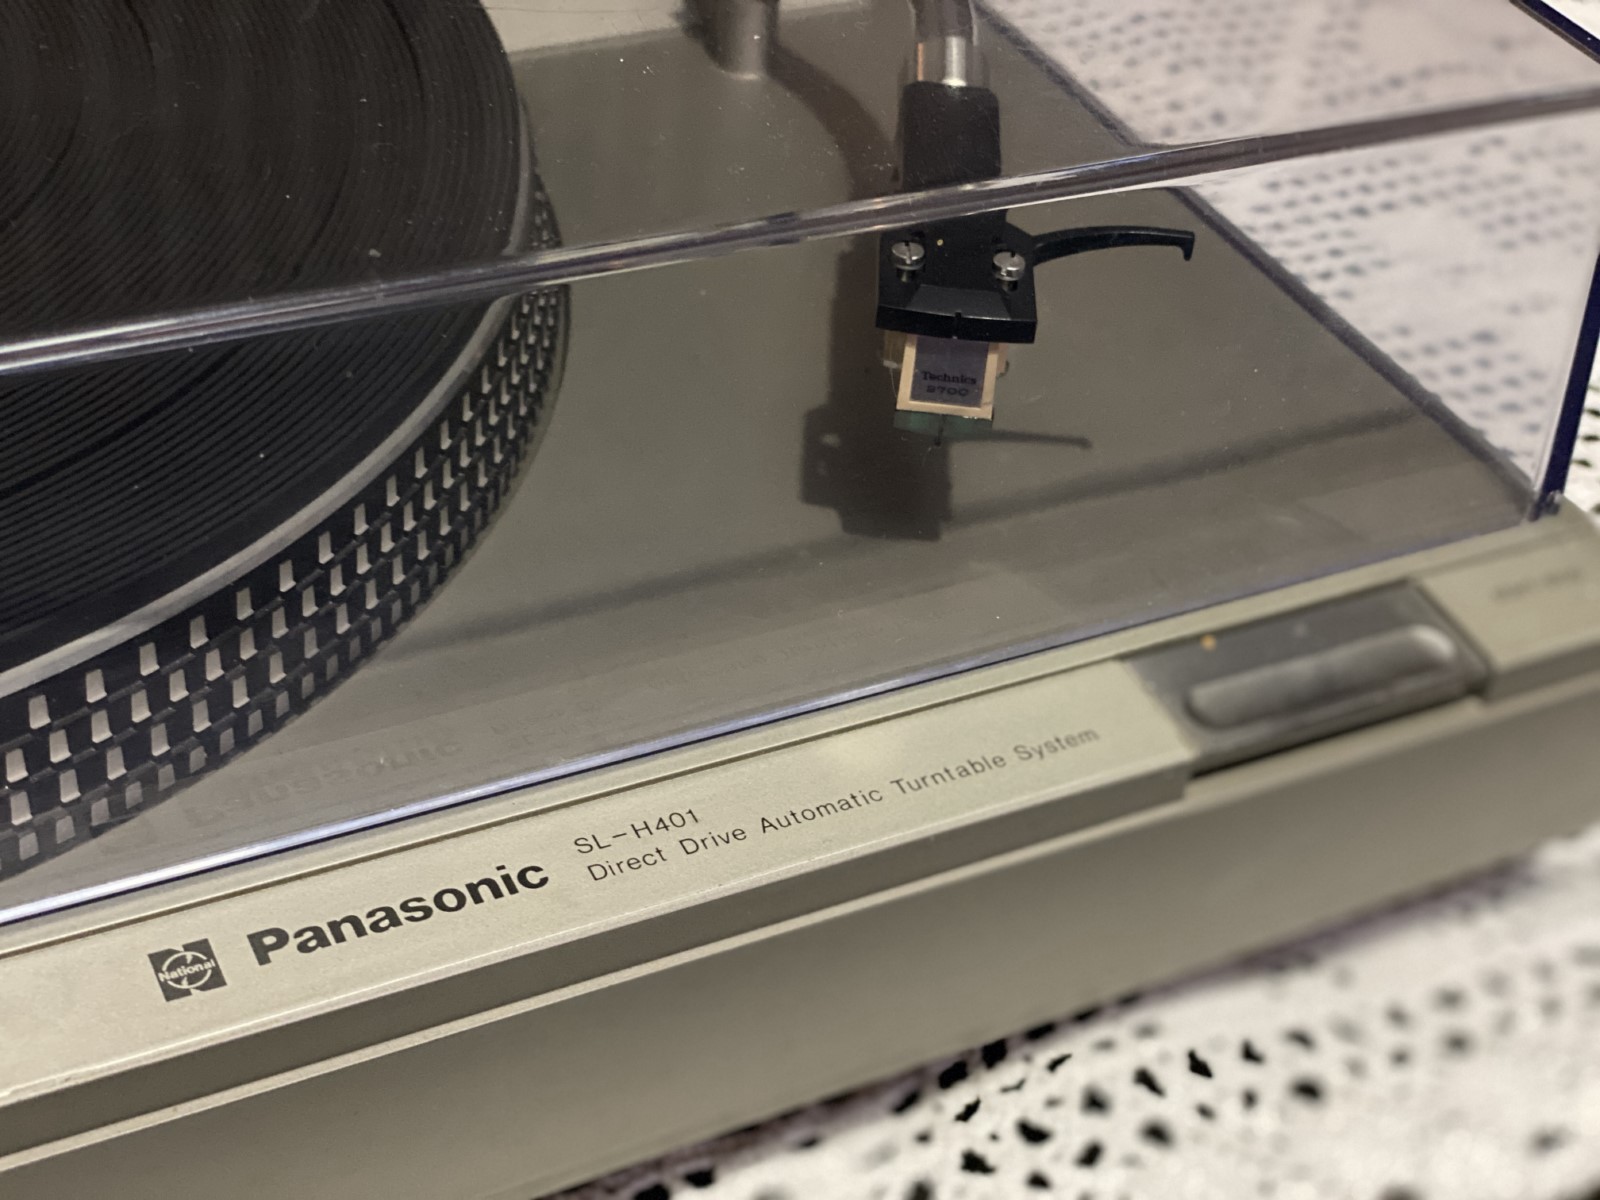 Technics
270C
National
Panasonic
SL-H401
Direct Drive Automatic Turntable System